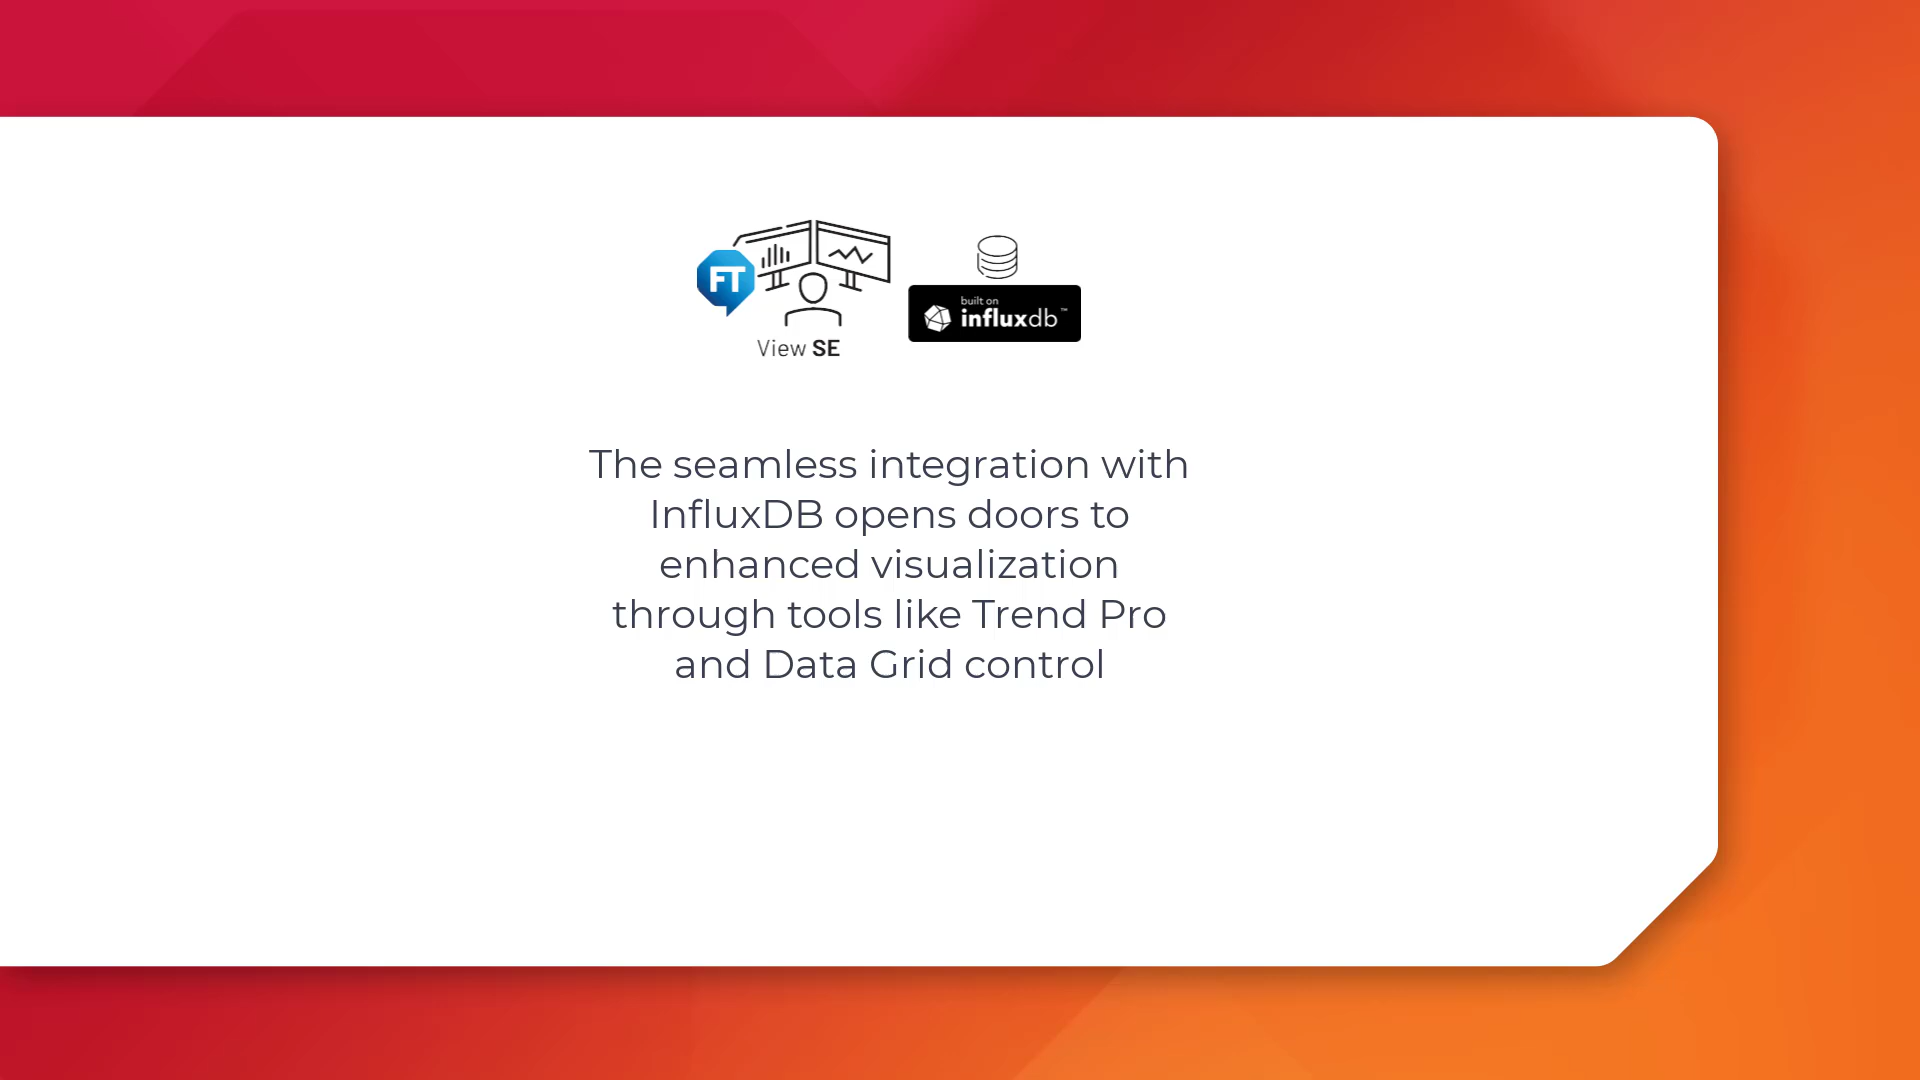 FT
View SE
built on
influxdb™
The seamless integration with
InfluxDB opens doors to
enhanced visualization
through tools like Trend Pro
and Data Grid control